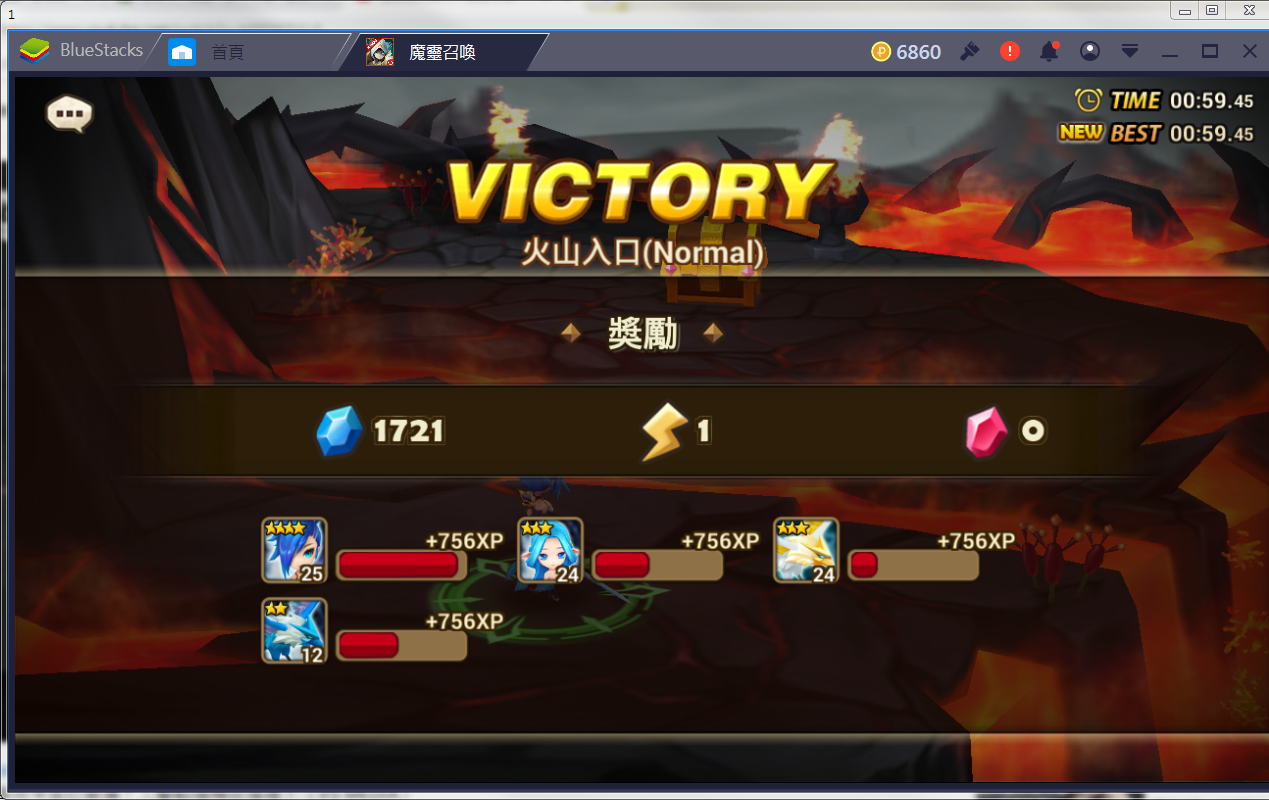 1
BlueStacks
首頁
魔靈召喚
P 6860
TIME 00:59.45
NEW BEST 00:59.45
VICTORY
火山入口(Normal)
獎勵
1721
1
0
+756XP
25
+756XP
24
+756XP
24
+756XP
12